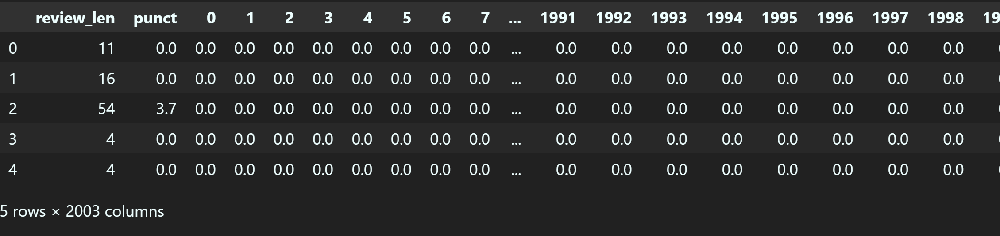 review_len punct 0 1 2 3 4 5 6 7 ... 1991 1992 1993 1994 1995 1996 1997 1998
0 11 0.0 0.0 0.0 0.0 0.0 0.0 0.0 0.0 0.0 ... 0.0 0.0 0.0 0.0 0.0 0.0 0.0 0.0
1 16 0.0 0.0 0.0 0.0 0.0 0.0 0.0 0.0 0.0 ... 0.0 0.0 0.0 0.0 0.0 0.0 0.0 0.0
2 54 3.7 0.0 0.0 0.0 0.0 0.0 0.0 0.0 0.0 ... 0.0 0.0 0.0 0.0 0.0 0.0 0.0 0.0
3 4 0.0 0.0 0.0 0.0 0.0 0.0 0.0 0.0 0.0 ... 0.0 0.0 0.0 0.0 0.0 0.0 0.0 0.0
4 4 0.0 0.0 0.0 0.0 0.0 0.0 0.0 0.0 0.0 ... 0.0 0.0 0.0 0.0 0.0 0.0 0.0 0.0
5 rows × 2003 columns